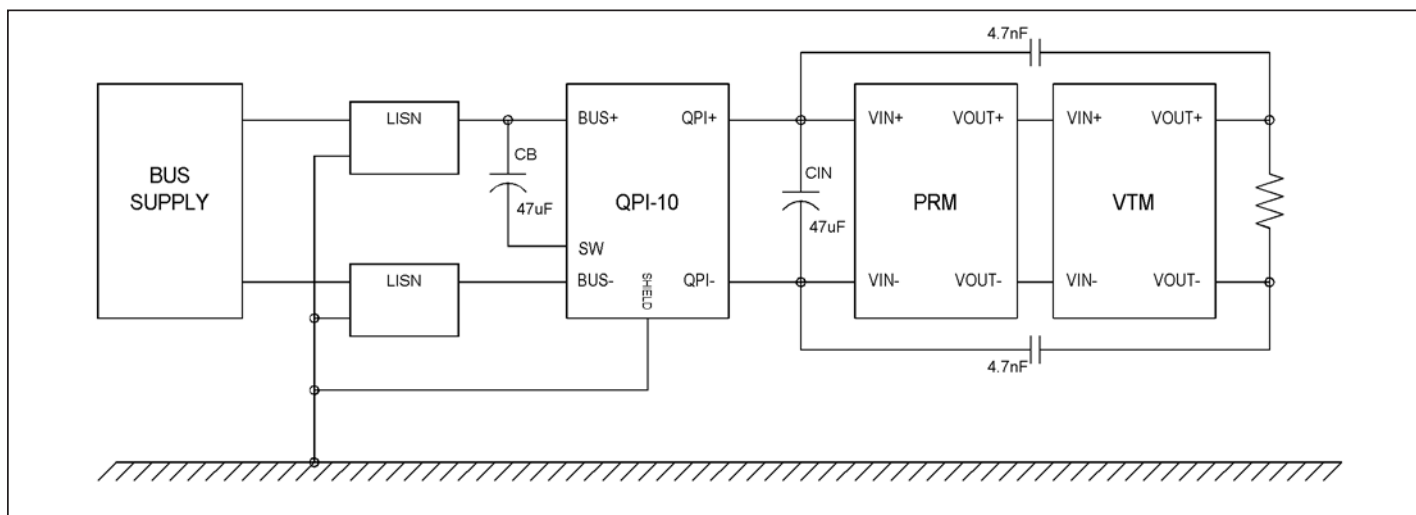 4.7nF
BUS
SUPPLY
LISN
CB
47uF
LISN
BUS+ QPI+
QPI-10
SW
BUS- SHIELD QPI-
CIN
47uF
VIN+ VOUT+
PRM
VIN- VOUT-
VIN+ VOUT+
VTM
VIN- VOUT-
4.7nF